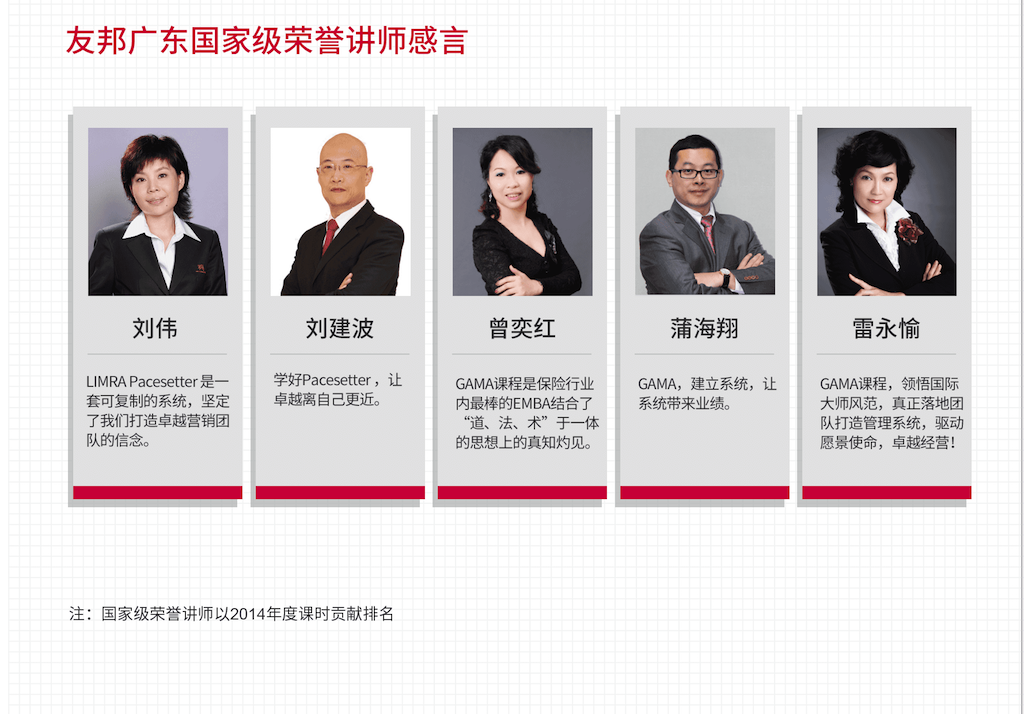 友邦广东国家级荣誉讲师感言
刘伟
LIMRA Pacesetter 是一
套可复制的系统，坚定
了我们打造卓越营销团
队的信念。
刘建波
学好Pacesetter ，让
卓越离自己更近。
曾奕红
GAMA课程是保险行业
内最棒的EMBA结合了
“道、法、术”于一体
的思想上的真知灼见。
蒲海翔
GAMA，建立系统，让
系统带来业绩。
雷永愉
GAMA课程，领悟国际
大师风范，真正落地团
队打造管理系统，驱动
愿景使命，卓越经营！
注：国家级荣誉讲师以2014年度课时贡献排名